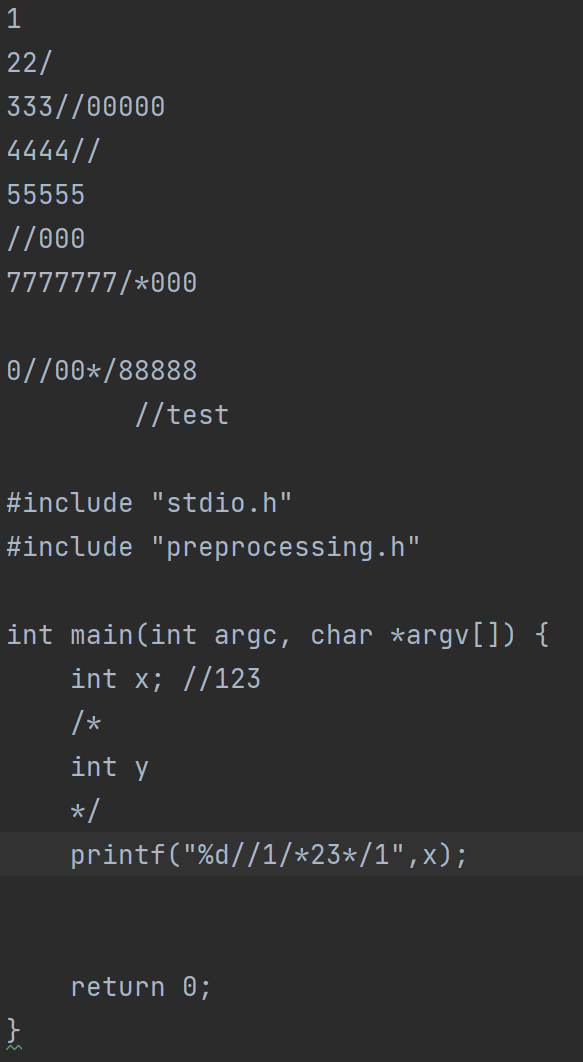 1
22/
333//00000
4444//
55555
//000
7777777/*000
0//00*/88888
//test
#include "stdio.h"
#include "preprocessing.h"
int main(int argc, char *argv[]) {
int x; //123
/*
int y
*/
printf("%d//1/*23*/1",x);
return 0;
}